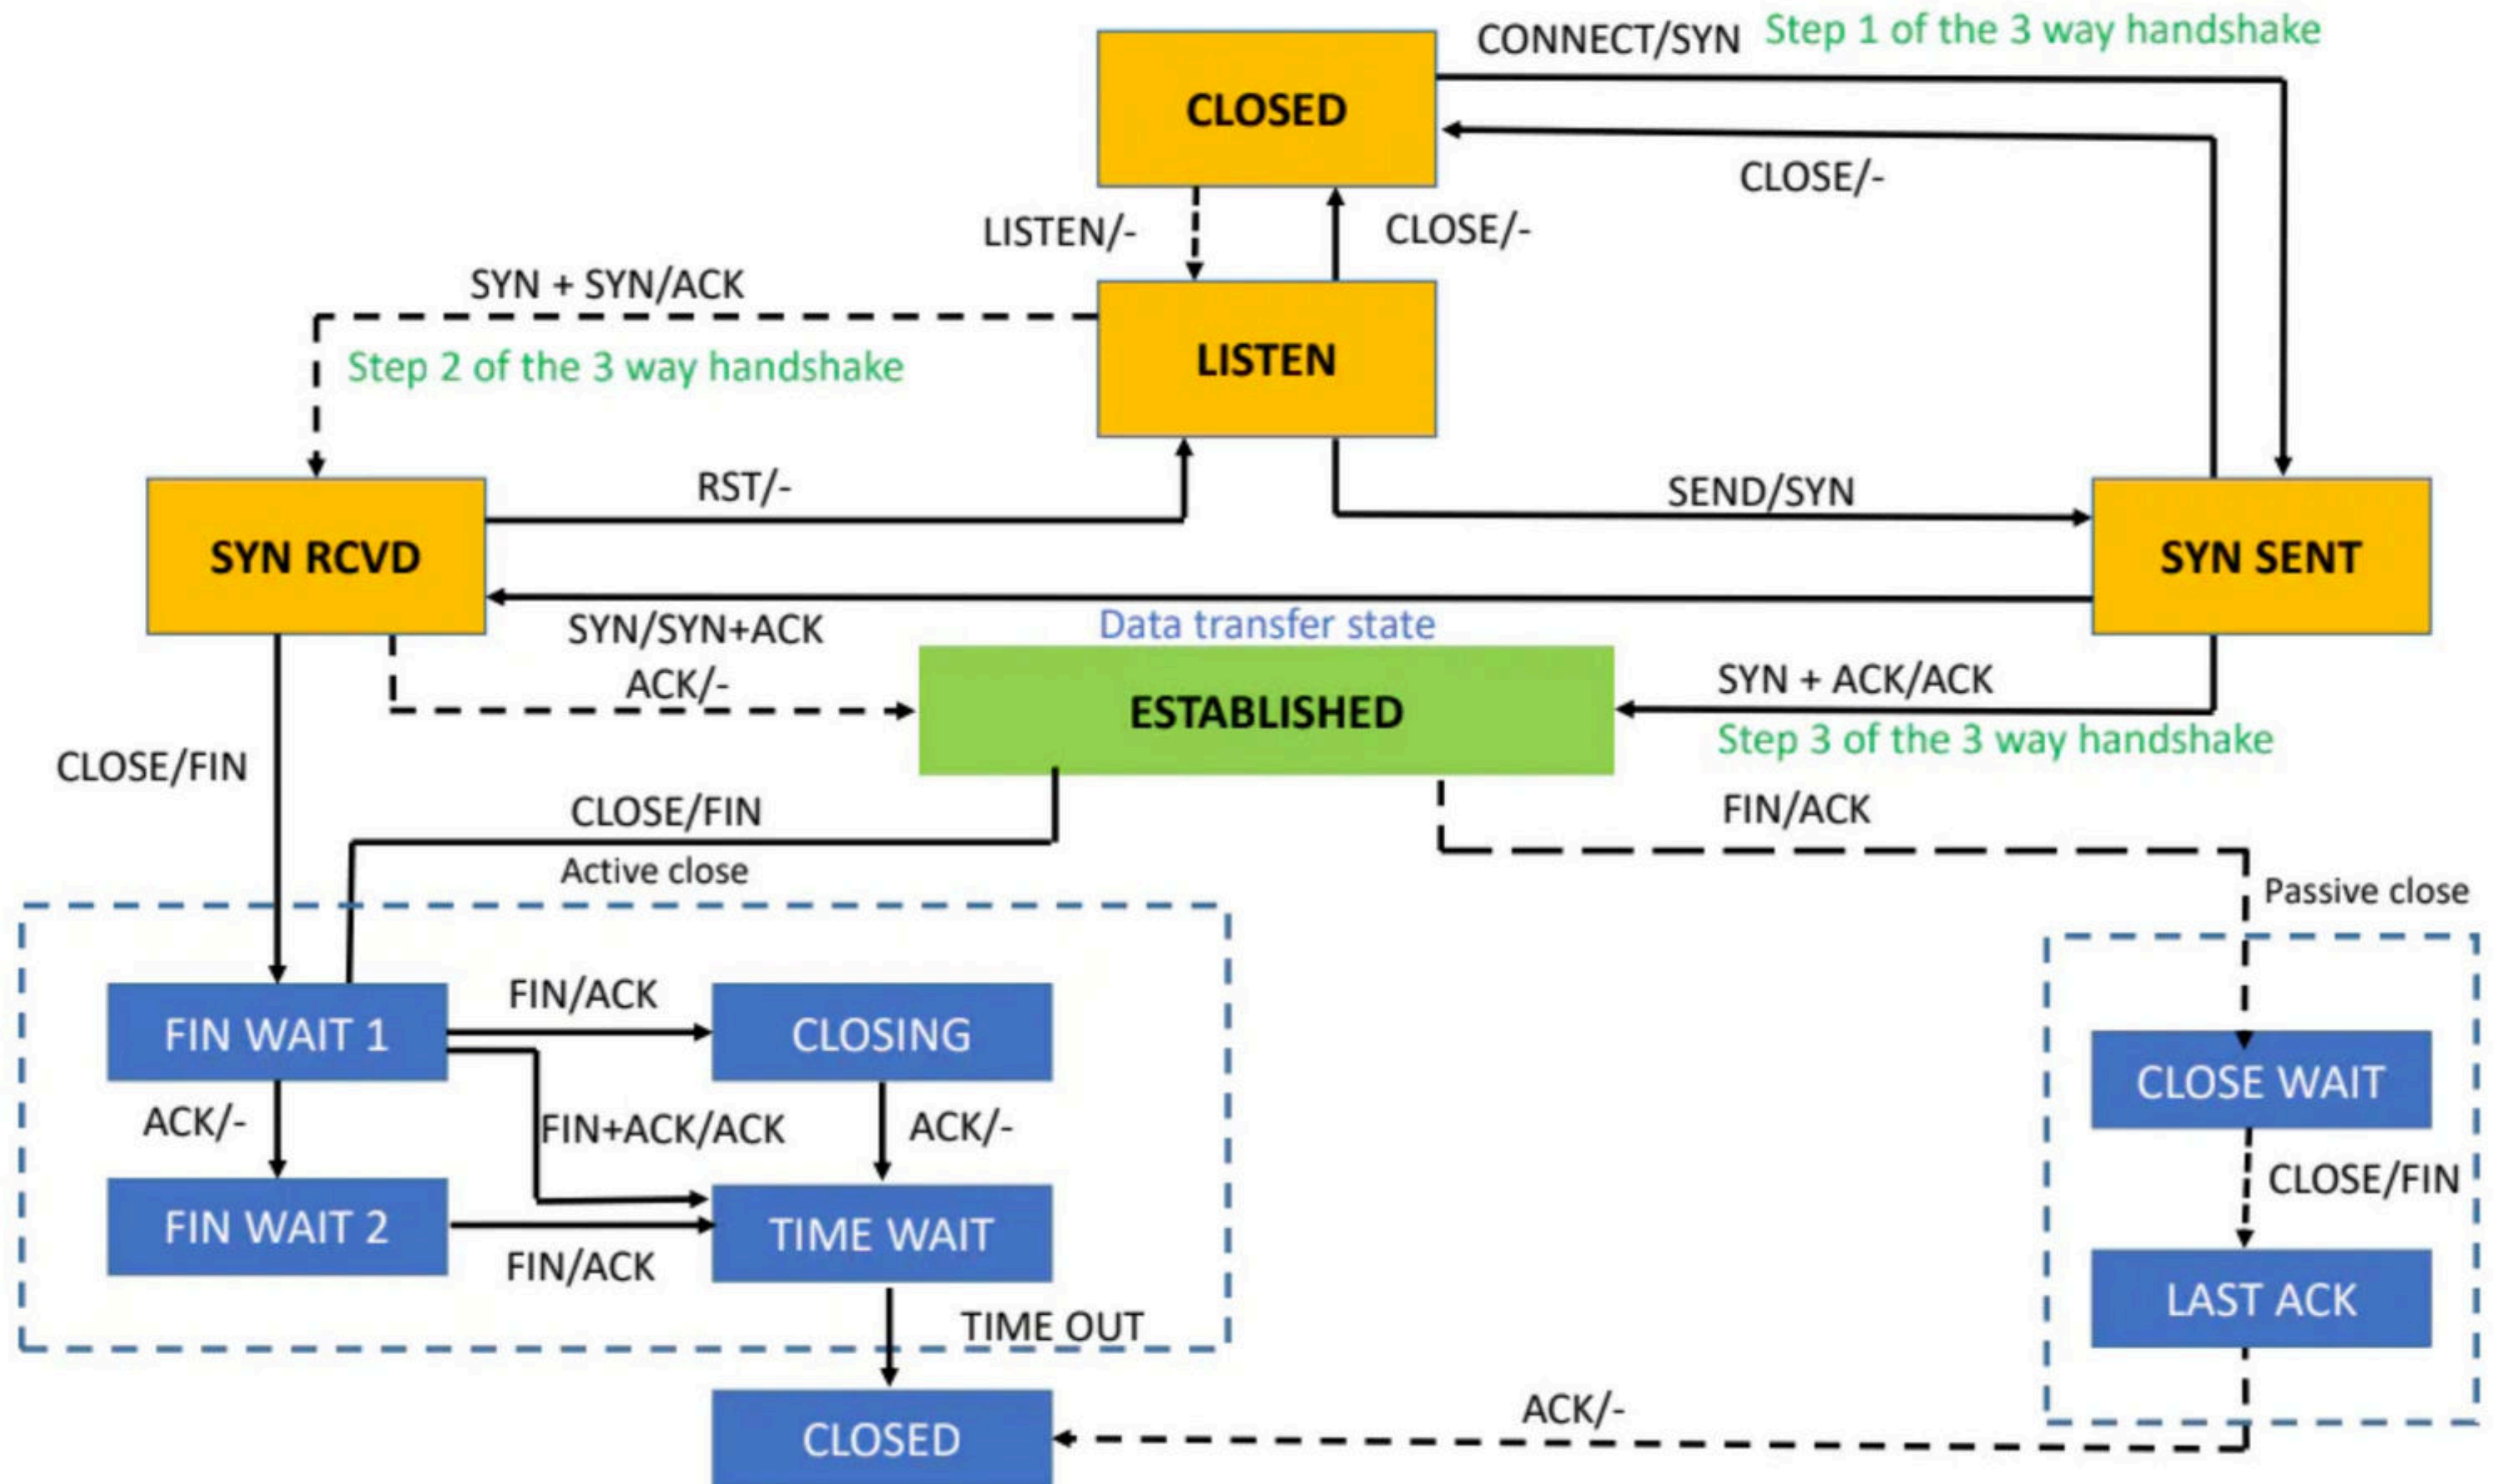 CONNECT/SYN
Step 1 of the 3 way handshake
CLOSED
CLOSE/-
LISTEN/-
CLOSE/-
SYN + SYN/ACK
Step 2 of the 3 way handshake
LISTEN
RST/-
SEND/SYN
SYN RCVD
SYN SENT
SYN/SYN+ACK
Data transfer state
ACK/-
ESTABLISHED
SYN + ACK/ACK
Step 3 of the 3 way handshake
CLOSE/FIN
CLOSE/FIN
FIN/ACK
Active close
Passive close
FIN WAIT 1
FIN/ACK
CLOSING
CLOSE WAIT
ACK/-
FIN+ACK/ACK
ACK/-
CLOSE/FIN
FIN WAIT 2
FIN/ACK
TIME WAIT
LAST ACK
TIME OUT
CLOSED
ACK/-